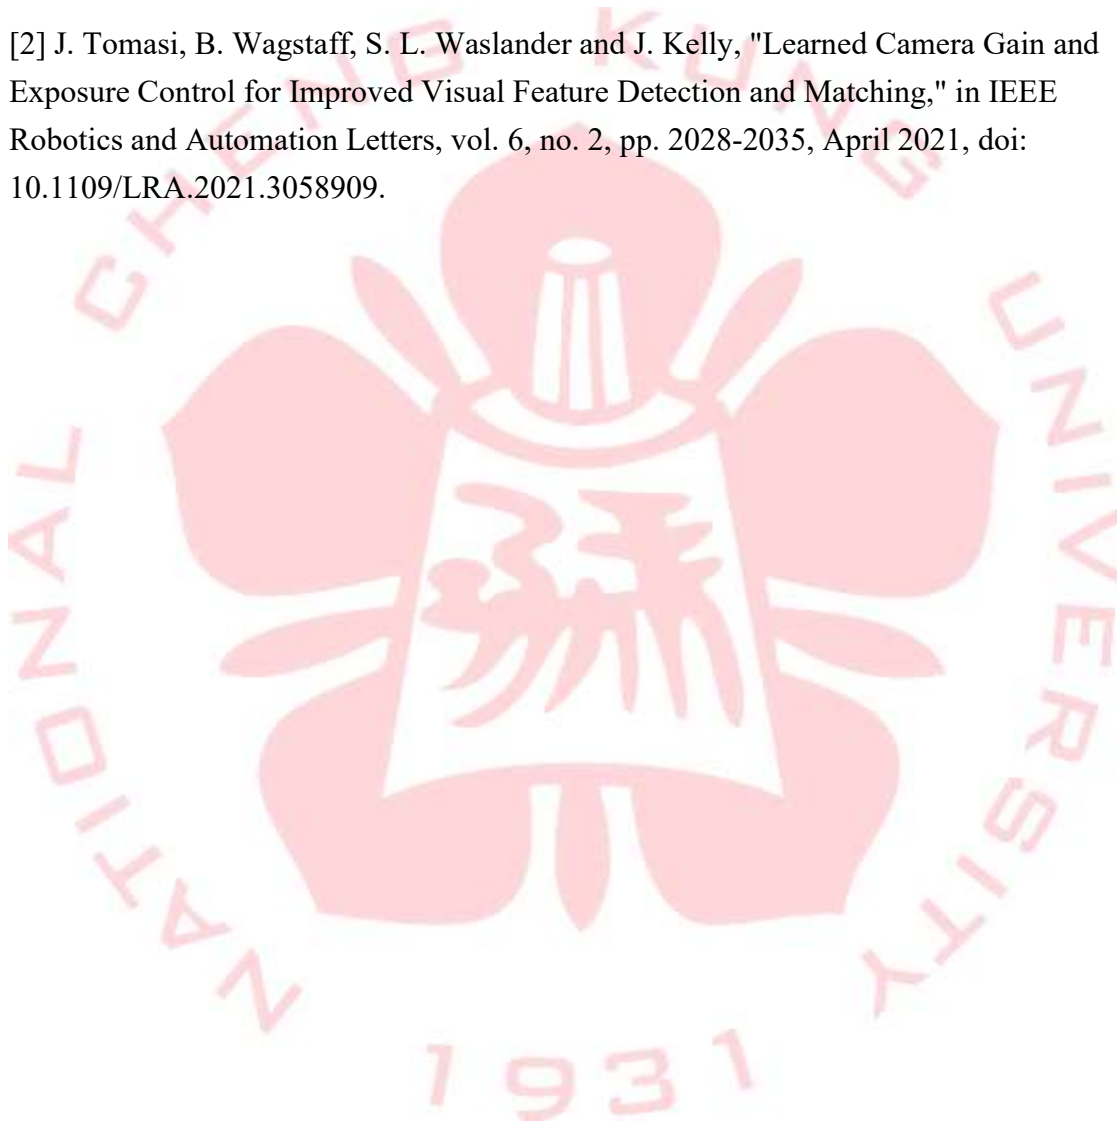 [2] J. Tomasi, B. Wagstaff, S. L. Waslander and J. Kelly, "Learned Camera Gain and
Exposure Control for Improved Visual Feature Detection and Matching," in IEEE
Robotics and Automation Letters, vol. 6, no. 2, pp. 2028-2035, April 2021, doi:
10.1109/LRA.2021.3058909.
NATIONAL CHENG KUNG UNIVERSITY
1931